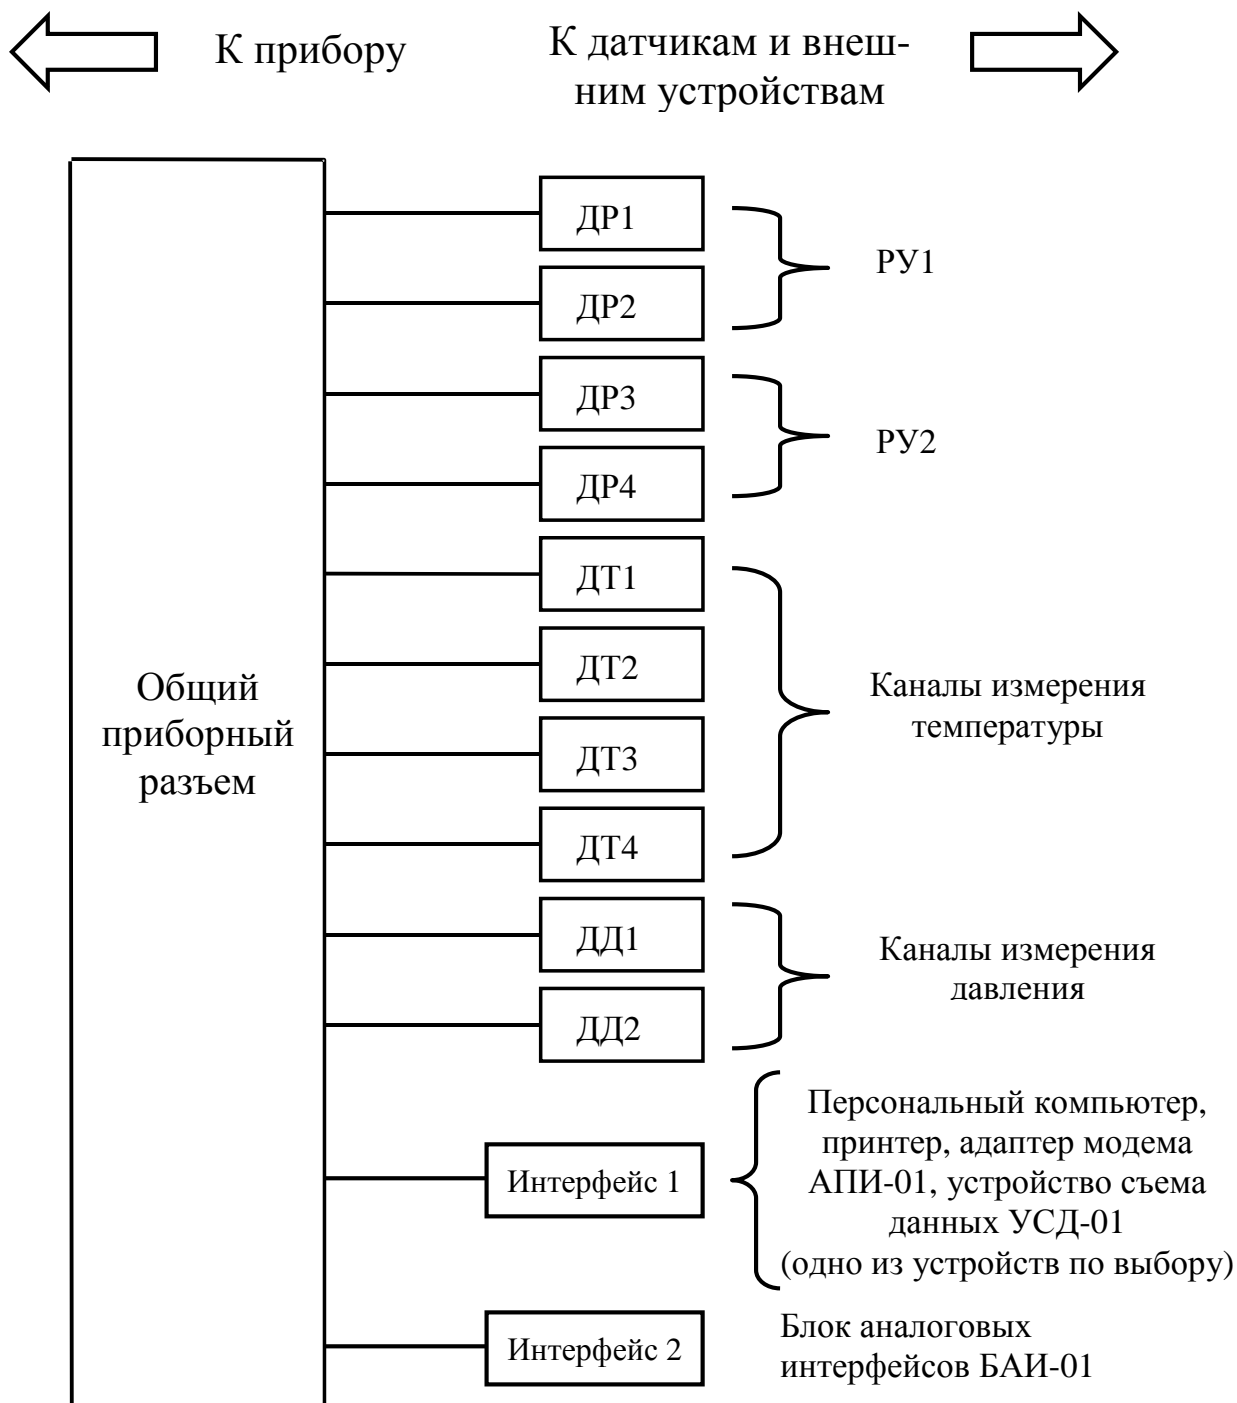 К прибору
К датчикам и внеш-
ним устройствам
ДР1
ДР2
РУ1
ДР3
ДР4
РУ2
ДТ1
ДТ2
ДТ3
ДТ4
Каналы измерения
температуры
Общий
приборный
разъем
ДД1
ДД2
Каналы измерения
давления
Интерфейс 1
Персональный компьютер,
принтер, адаптер модема
АПИ-01, устройство съема
данных УСД-01
(одно из устройств по выбору)
Интерфейс 2
Блок аналоговых
интерфейсов БАИ-01